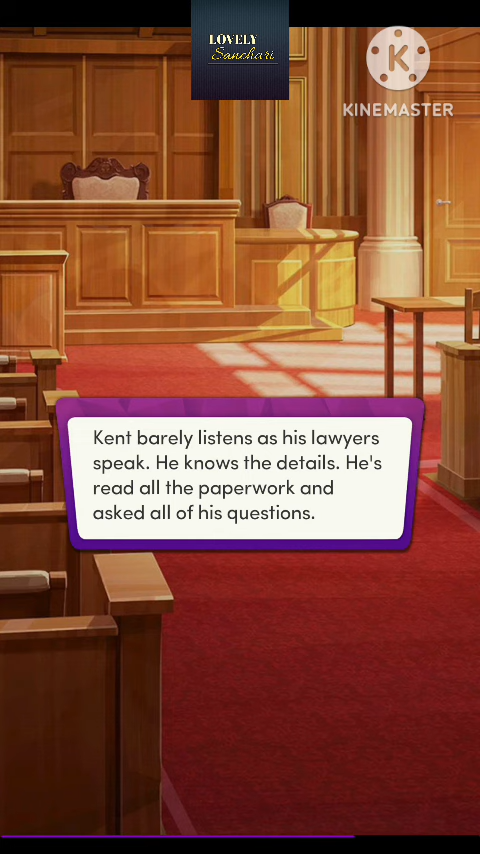 LOVELY
Sanchari
K
KINEMASTER
Kent barely listens as his lawyers
speak. He knows the details. He's
read all the paperwork and
asked all of his questions.